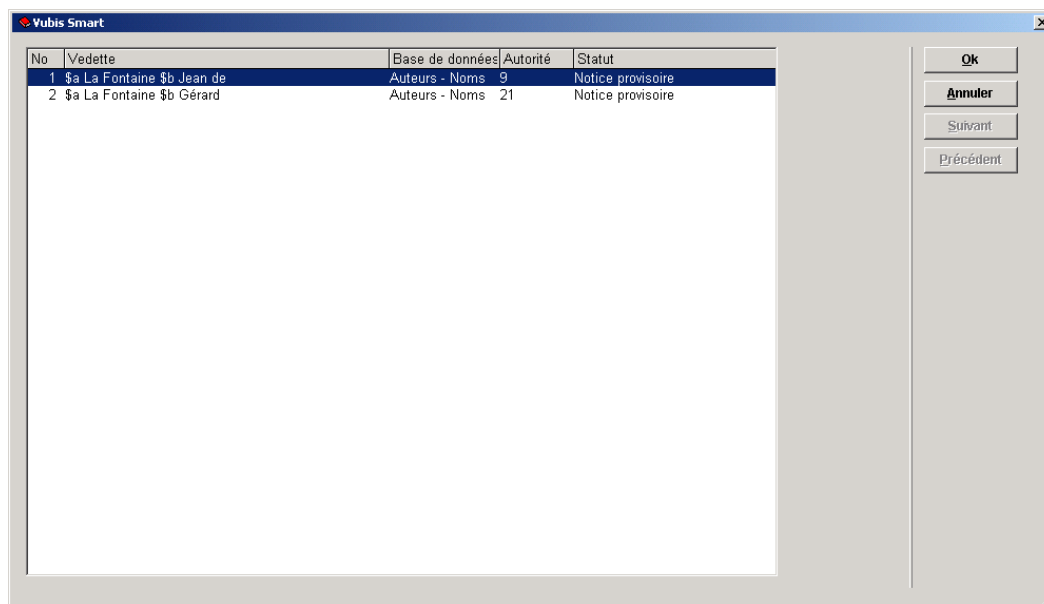 Vubis Smart
No Vedette Base de données Autorité Statut
1 $a La Fontaine $b Jean de Auteurs - Noms 9 Notice provisoire
2 $a La Fontaine $b Gérard Auteurs - Noms 21 Notice provisoire
Ok
Annuler
Suivant
Précédent